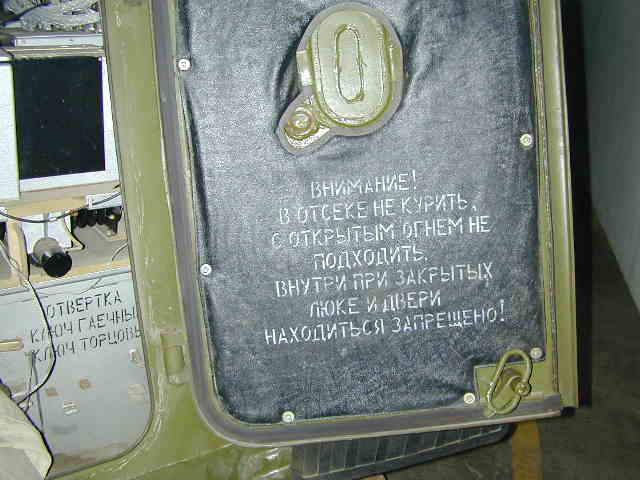 ВНИМАНИЕ!
В ОТСЕКЕ НЕ КУРИТЬ,
С ОТКРЫТЫМ ОГНЕМ НЕ
ПОДХОДИТЬ.
ВНУТРИ ПРИ ЗАКРЫТЫХ
ЛЮКЕ И ДВЕРИ
НАХОДИТЬСЯ ЗАПРЕЩЕНО!
ОТВЕРТКА
КЛЮЧ ГАЕЧНЫ
КЛЮЧ ТОРЦОВ